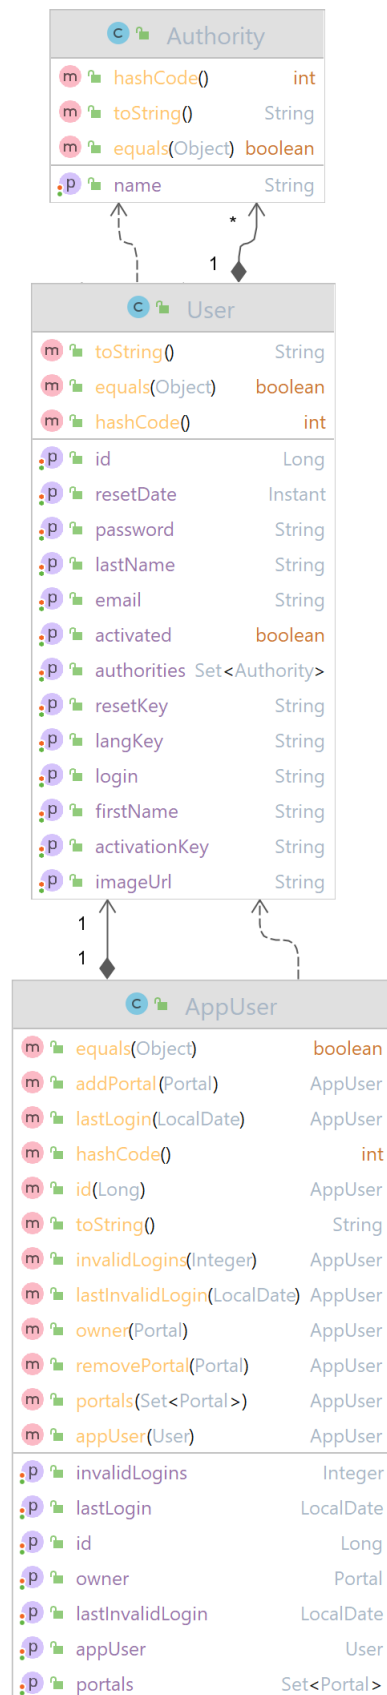 C Authority
m hashCode() int
m toString() String
m equals(Object) boolean
p name String
*
1
C User
m toString() String
m equals(Object) boolean
m hashCode() int
p id Long
p resetDate Instant
p password String
p lastName String
p email String
p activated boolean
p authorities Set<Authority>
p resetKey String
p langKey String
p login String
p firstName String
p activationKey String
p imageUrl String
1
1
C AppUser
m equals(Object) boolean
m addPortal(Portal) AppUser
m lastLogin(LocalDate) AppUser
m hashCode() int
m id(Long) AppUser
m toString() String
m invalidLogins(Integer) AppUser
m lastInvalidLogin(LocalDate) AppUser
m owner(Portal) AppUser
m removePortal(Portal) AppUser
m portals(Set<Portal>) AppUser
m appUser(User) AppUser
p invalidLogins Integer
p lastLogin LocalDate
p id Long
p owner Portal
p lastInvalidLogin LocalDate
p appUser User
p portals Set<Portal>